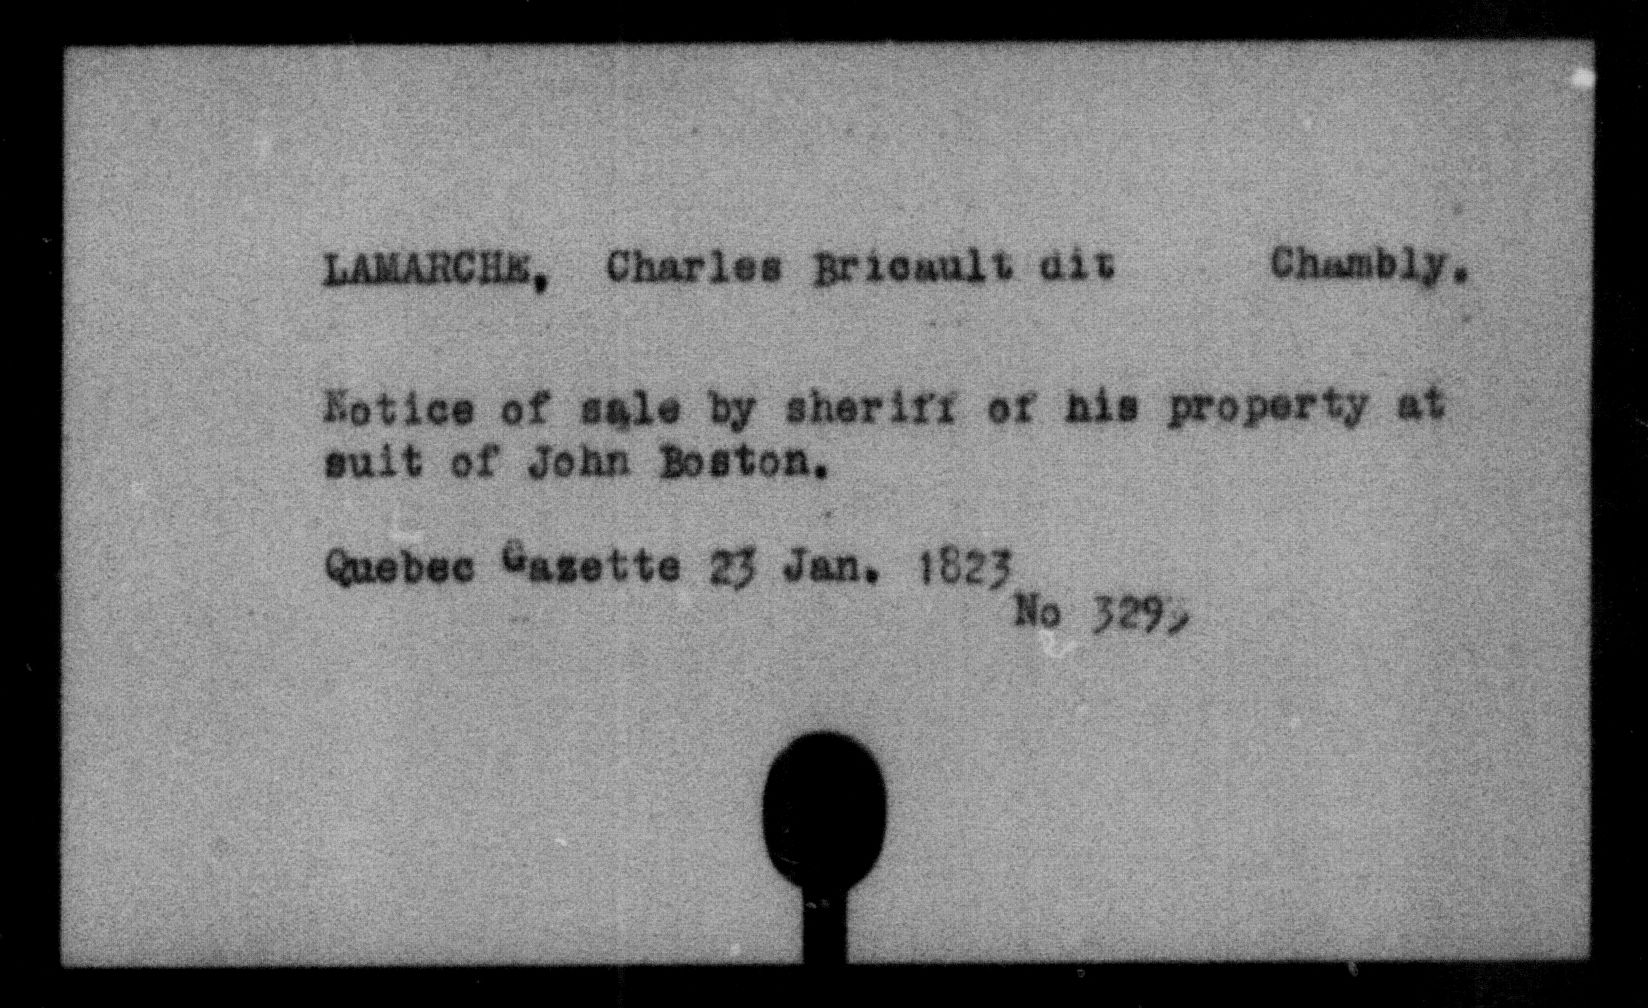 LAMARCHE, Charles Bricault dit Chambly.
Notice of sale by sheriff of his property at
suit of John Boston.
Quebec Gazette 23 Jan. 1823
No